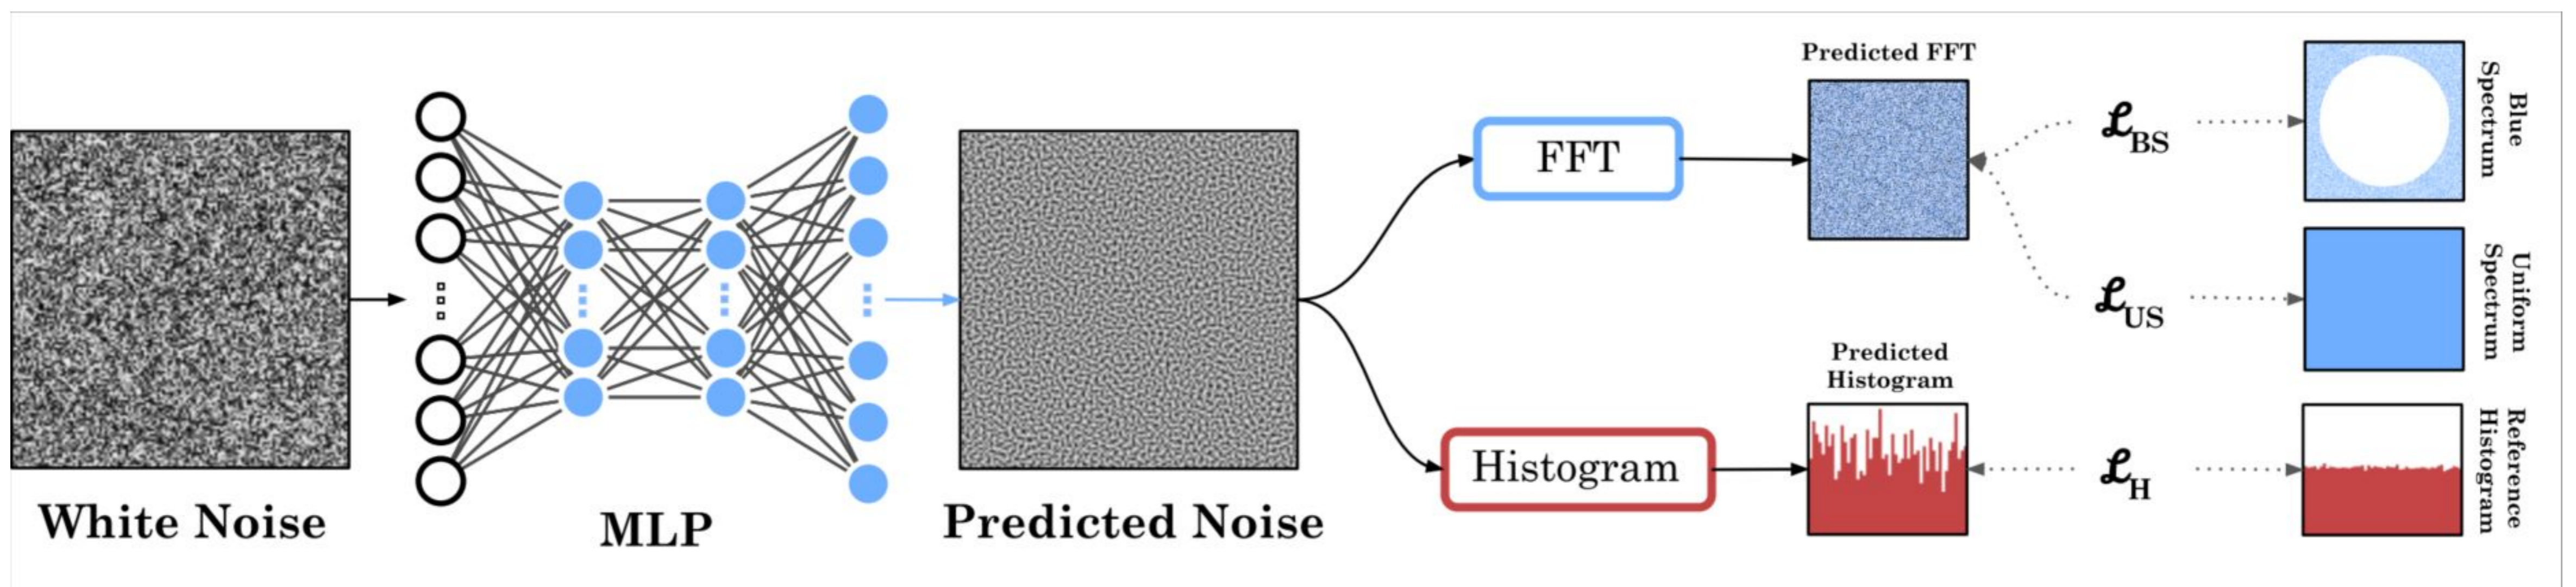 White Noise
MLP
Predicted Noise
FFT
Histogram
Predicted FFT
Predicted
Histogram
ℒBS
ℒUS
ℒH
Blue
Spectrum
Uniform
Spectrum
Reference
Histogram